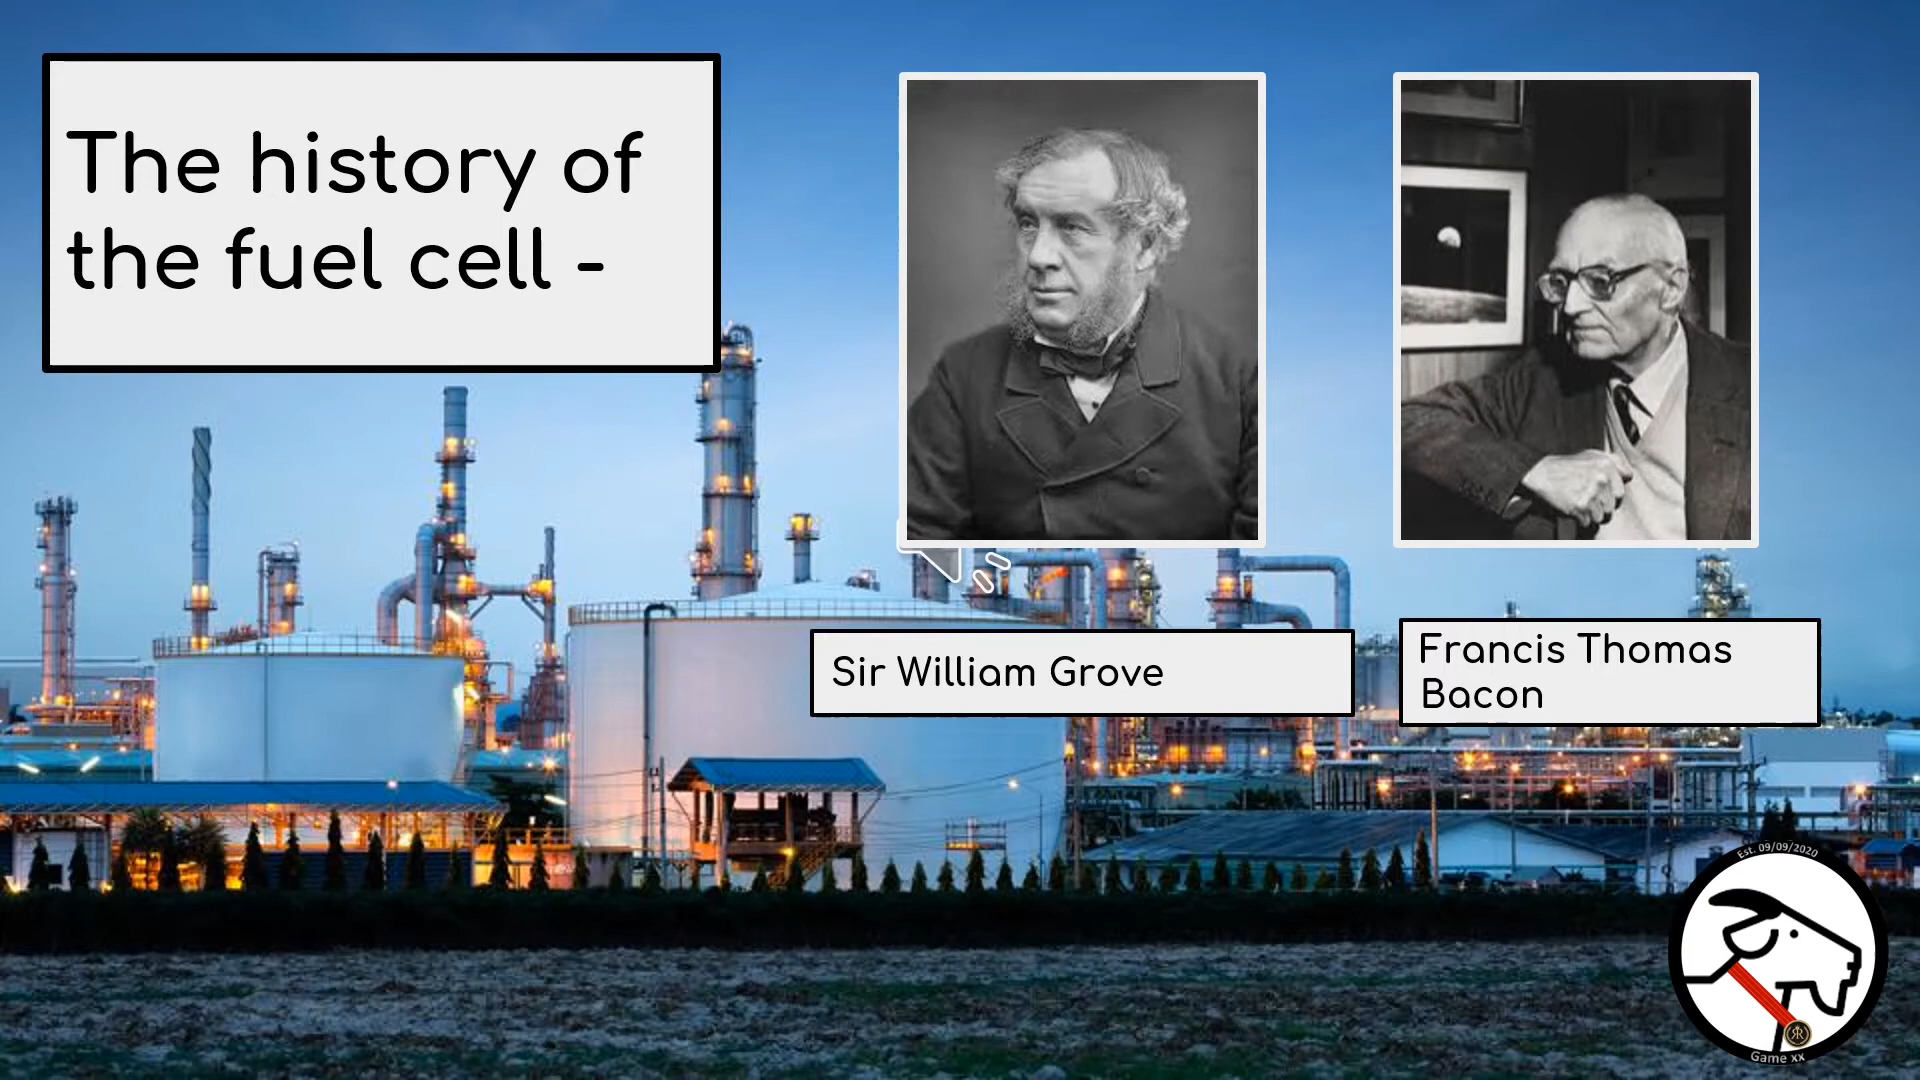 The history of
the fuel cell -
Sir William Grove
Francis Thomas
Bacon
Est. 09/09/2020
Game xx